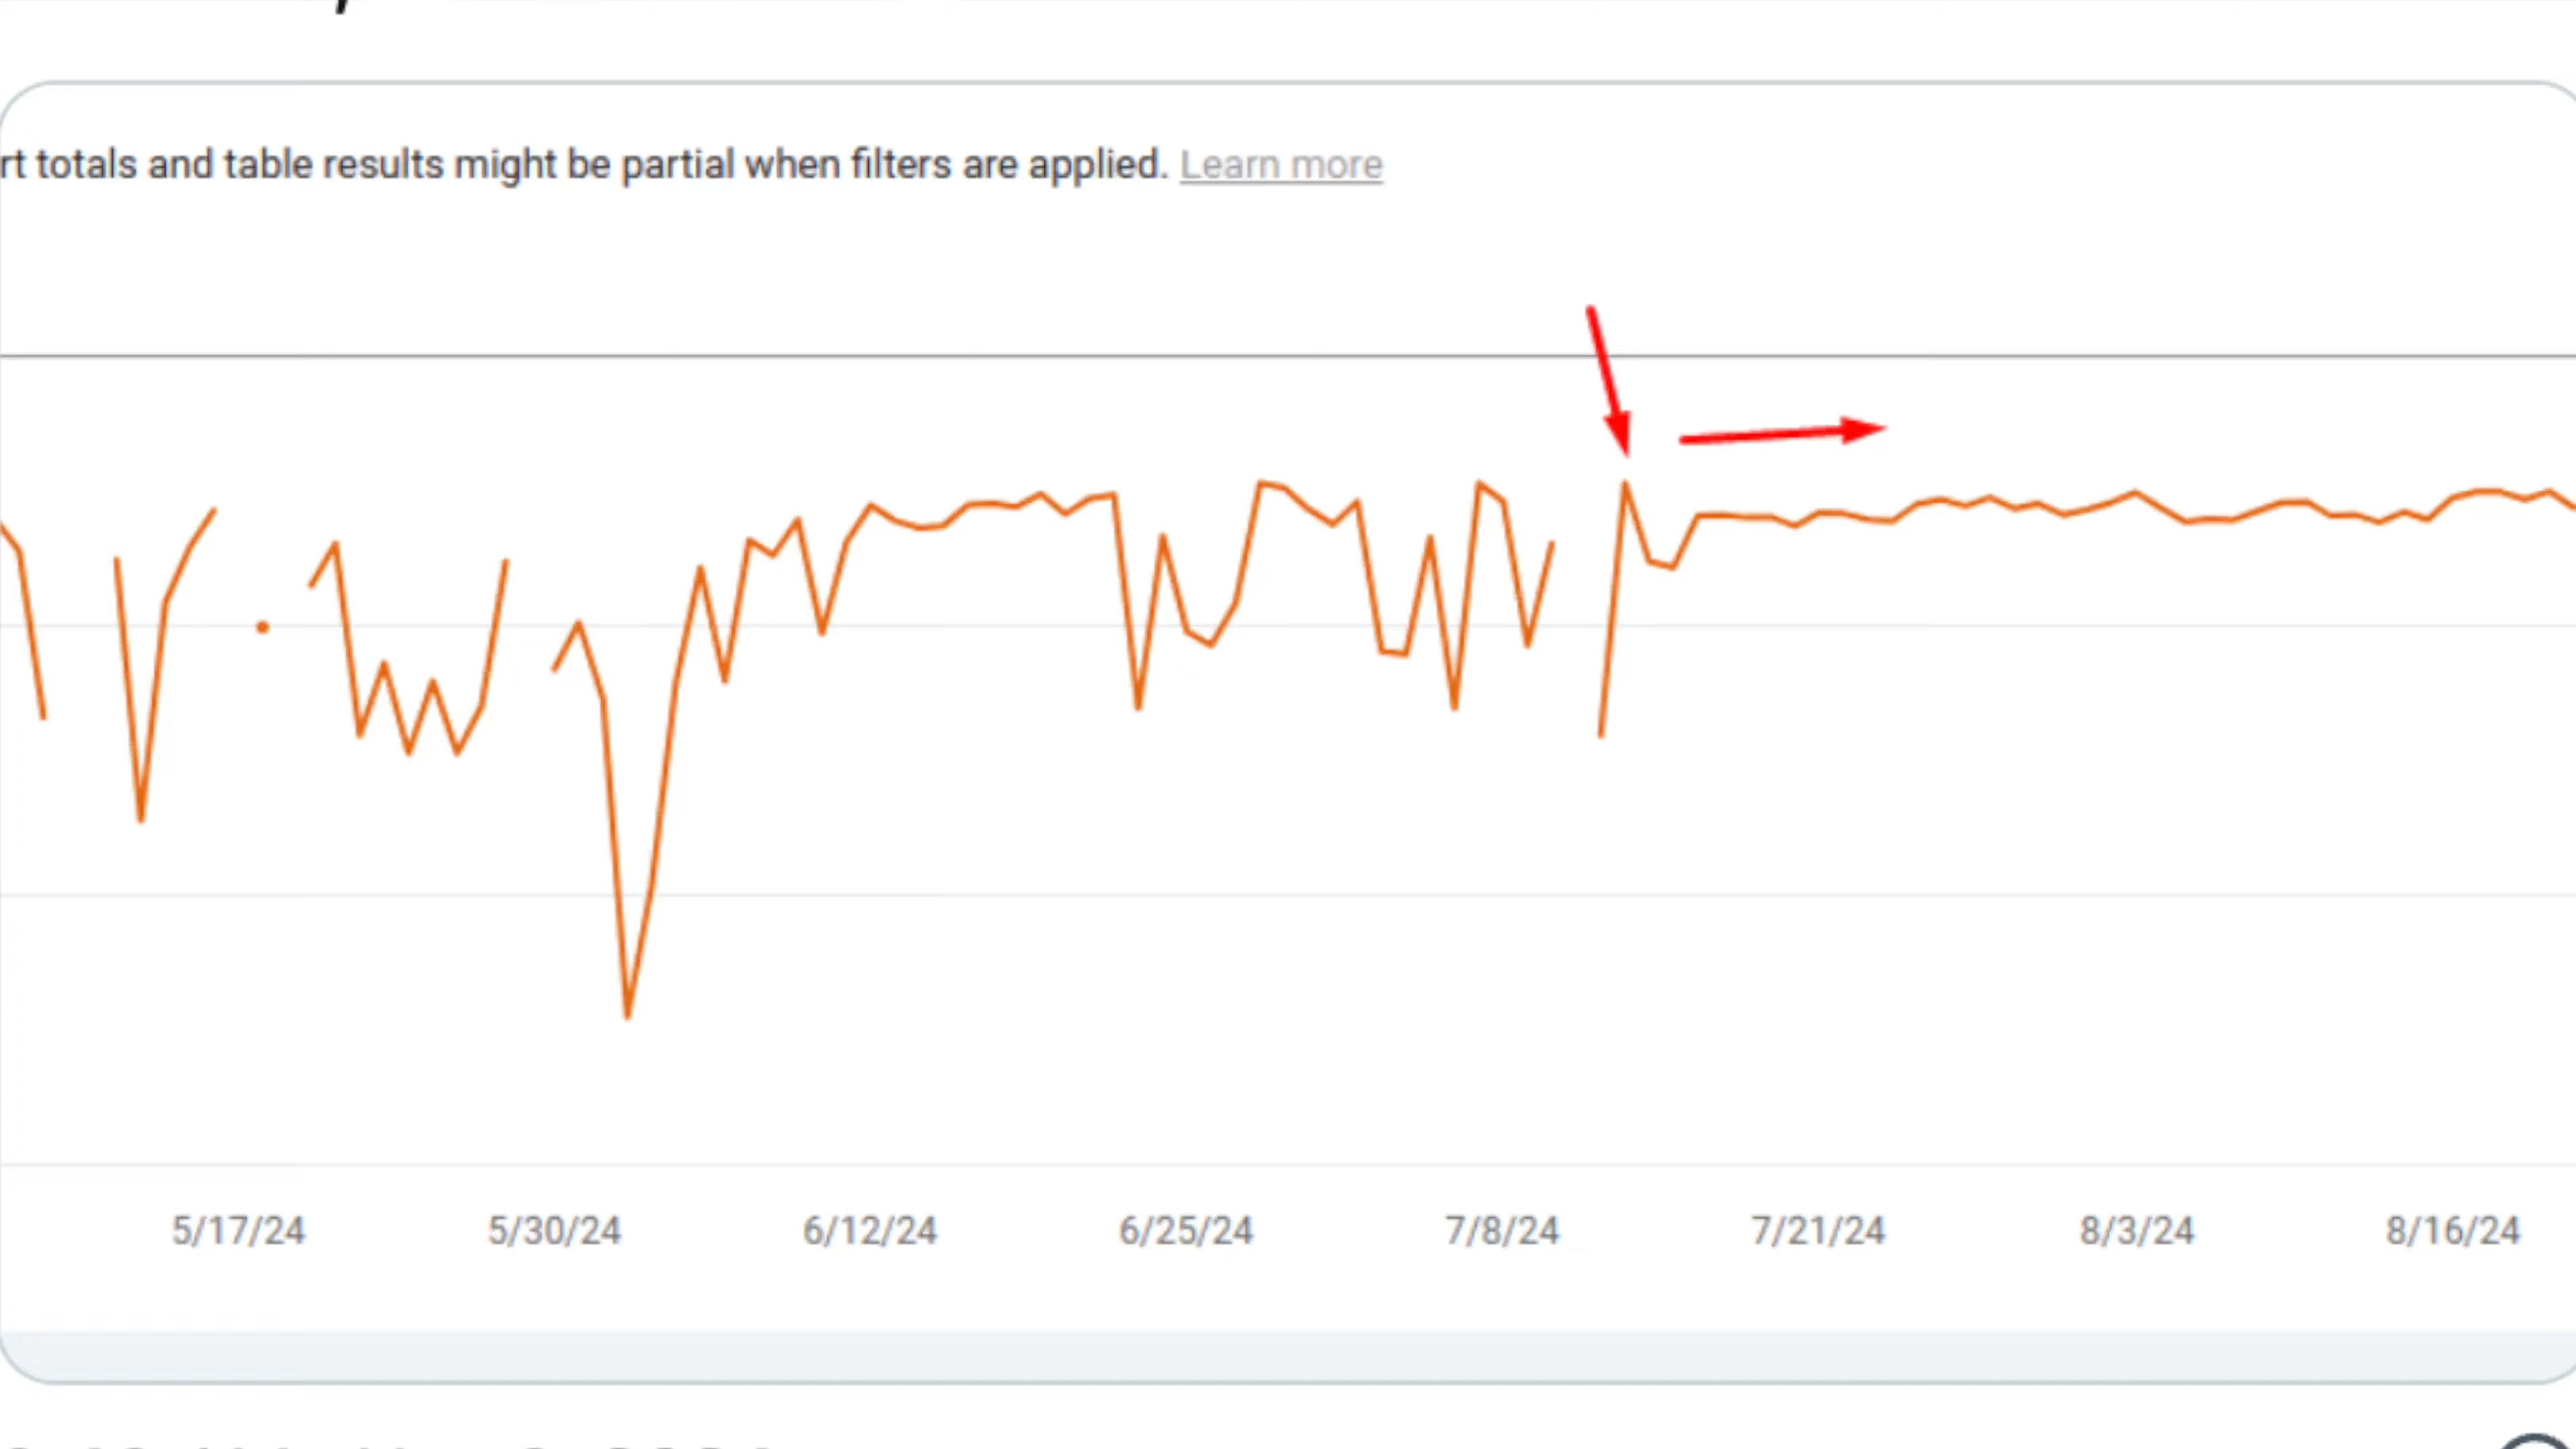 rt totals and table results might be partial when filters are applied. Learn more
5/17/24 5/30/24 6/12/24 6/25/24 7/8/24 7/21/24 8/3/24 8/16/24